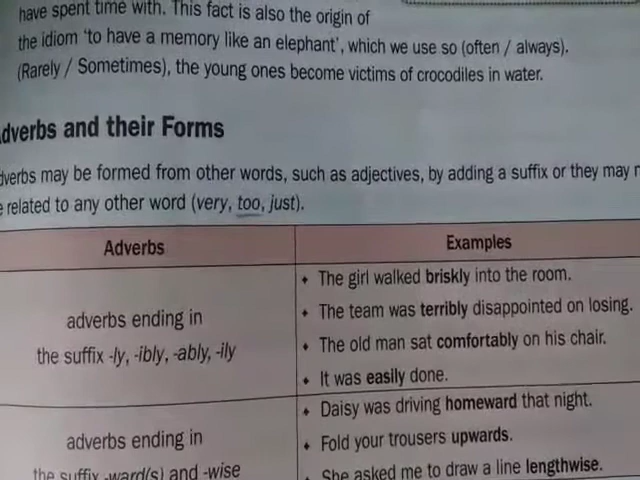 have spent time with. This fact is also the origin of
the idiom 'to have a memory like an elephant', which we use so (often / always).
(Rarely / Sometimes), the young ones become victims of crocodiles in water.
dverbs and their Forms
dverbs may be formed from other words, such as adjectives, by adding a suffix or they may n
e related to any other word (very, too, just).
Adverbs
Examples
adverbs ending in
the suffix -ly, -ibly, -ably, -ily
♦ The girl walked briskly into the room.
♦ The team was terribly disappointed on losing.
♦ The old man sat comfortably on his chair.
♦ It was easily done.
adverbs ending in
the suffix -ward(s) and -wise
♦ Daisy was driving homeward that night.
♦ Fold your trousers upwards.
♦ She asked me to draw a line lengthwise.